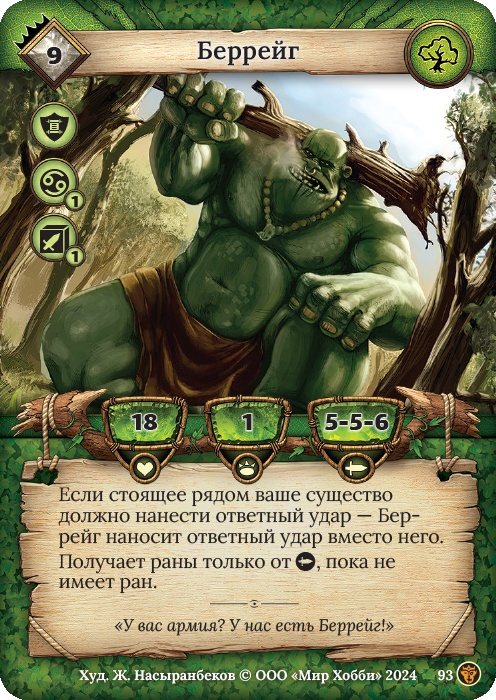 9
Беррейг
1
1
18
1
5-5-6
Если стоящее рядом ваше существо
должно нанести ответный удар — Бер-
рейг наносит ответный удар вместо него.
Получает раны только от , пока не
имеет ран.
«У вас армия? У нас есть Беррейг!»
Худ. Ж. Насыранбеков © ООО «Мир Хобби» 2024 93